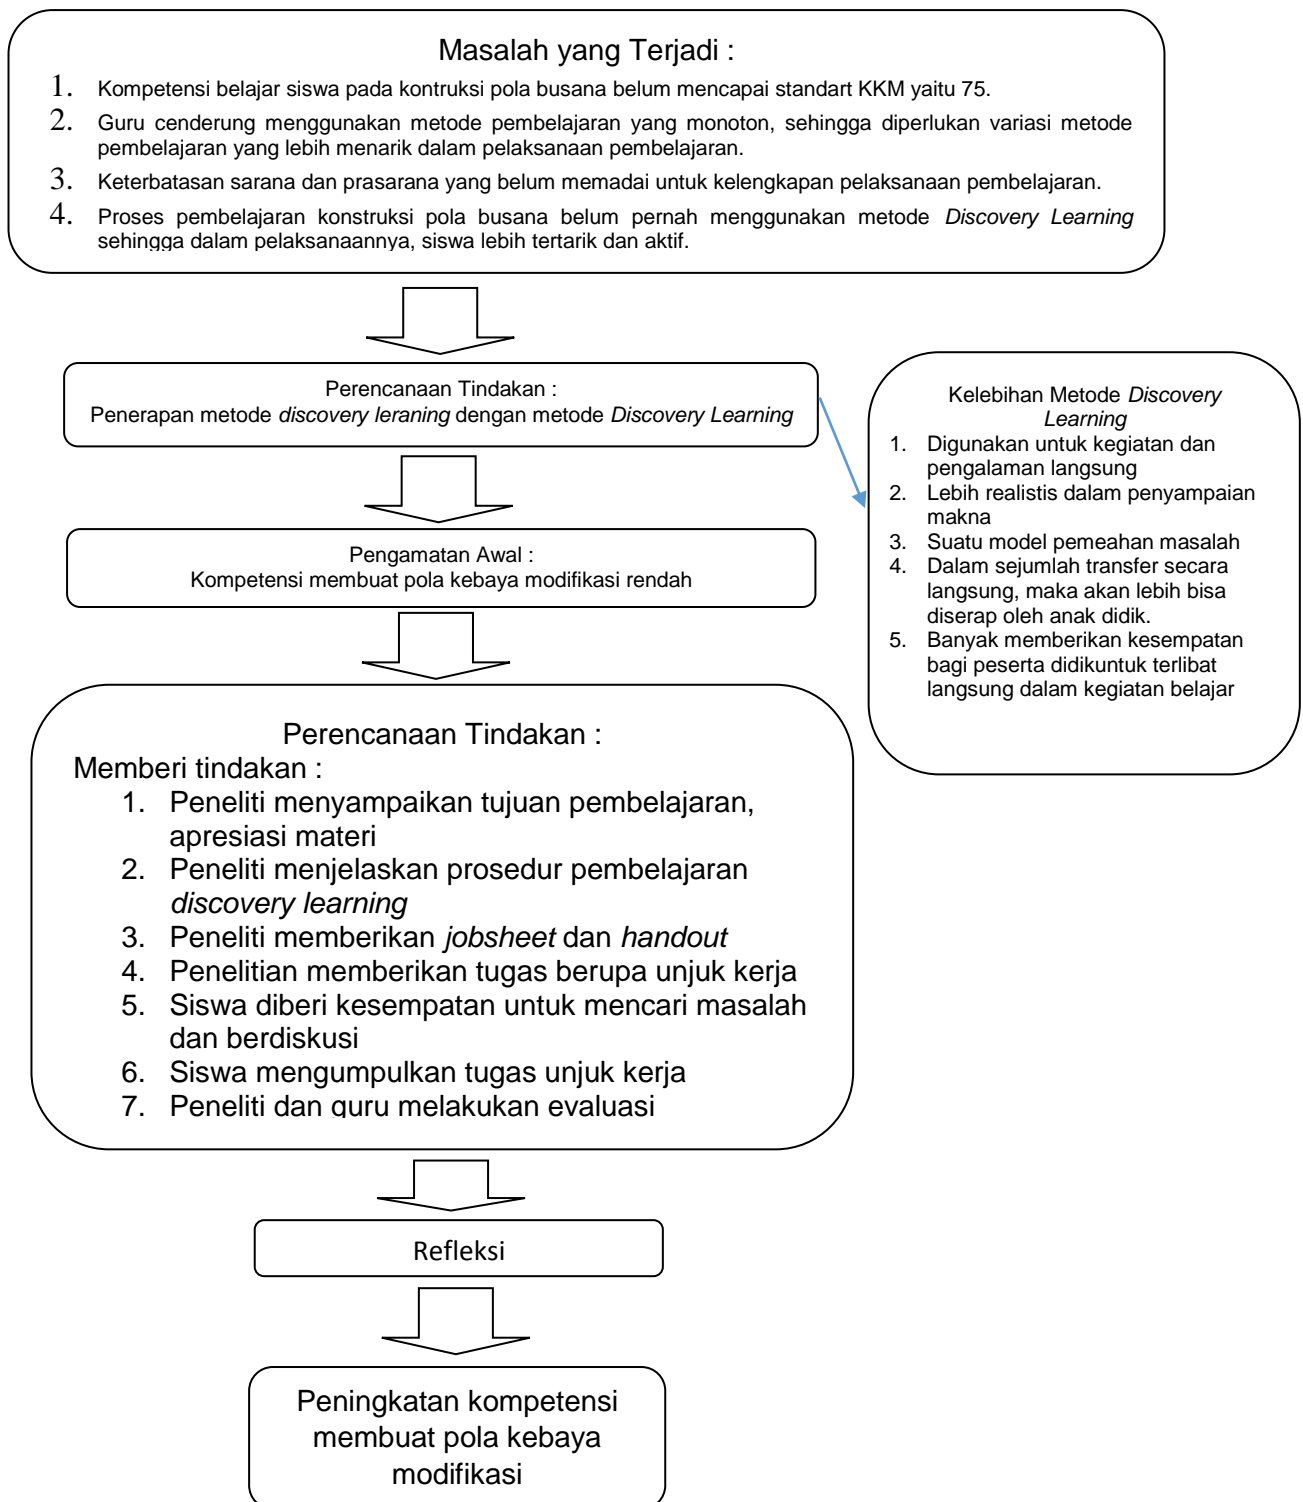 Masalah yang Terjadi :
1. Kompetensi belajar siswa pada kontruksi pola busana belum mencapai standart KKM yaitu 75.
2. Guru cenderung menggunakan metode pembelajaran yang monoton, sehingga diperlukan variasi metode
pembelajaran yang lebih menarik dalam pelaksanaan pembelajaran.
3. Keterbatasan sarana dan prasarana yang belum memadai untuk kelengkapan pelaksanaan pembelajaran.
4. Proses pembelajaran konstruksi pola busana belum pernah menggunakan metode Discovery Learning
sehingga dalam pelaksanaannya, siswa lebih tertarik dan aktif.
Perencanaan Tindakan :
Penerapan metode discovery leraning dengan metode Discovery Learning
Kelebihan Metode Discovery
Learning
1. Digunakan untuk kegiatan dan
pengalaman langsung
2. Lebih realistis dalam penyampaian
makna
3. Suatu model pemeahan masalah
4. Dalam sejumlah transfer secara
langsung, maka akan lebih bisa
diserap oleh anak didik.
5. Banyak memberikan kesempatan
bagi peserta didikuntuk terlibat
langsung dalam kegiatan belajar
Pengamatan Awal :
Kompetensi membuat pola kebaya modifikasi rendah
Perencanaan Tindakan :
Memberi tindakan :
1. Peneliti menyampaikan tujuan pembelajaran,
apresiasi materi
2. Peneliti menjelaskan prosedur pembelajaran
discovery learning
3. Peneliti memberikan jobsheet dan handout
4. Penelitian memberikan tugas berupa unjuk kerja
5. Siswa diberi kesempatan untuk mencari masalah
dan berdiskusi
6. Siswa mengumpulkan tugas unjuk kerja
7. Peneliti dan guru melakukan evaluasi
Refleksi
Peningkatan kompetensi
membuat pola kebaya
modifikasi